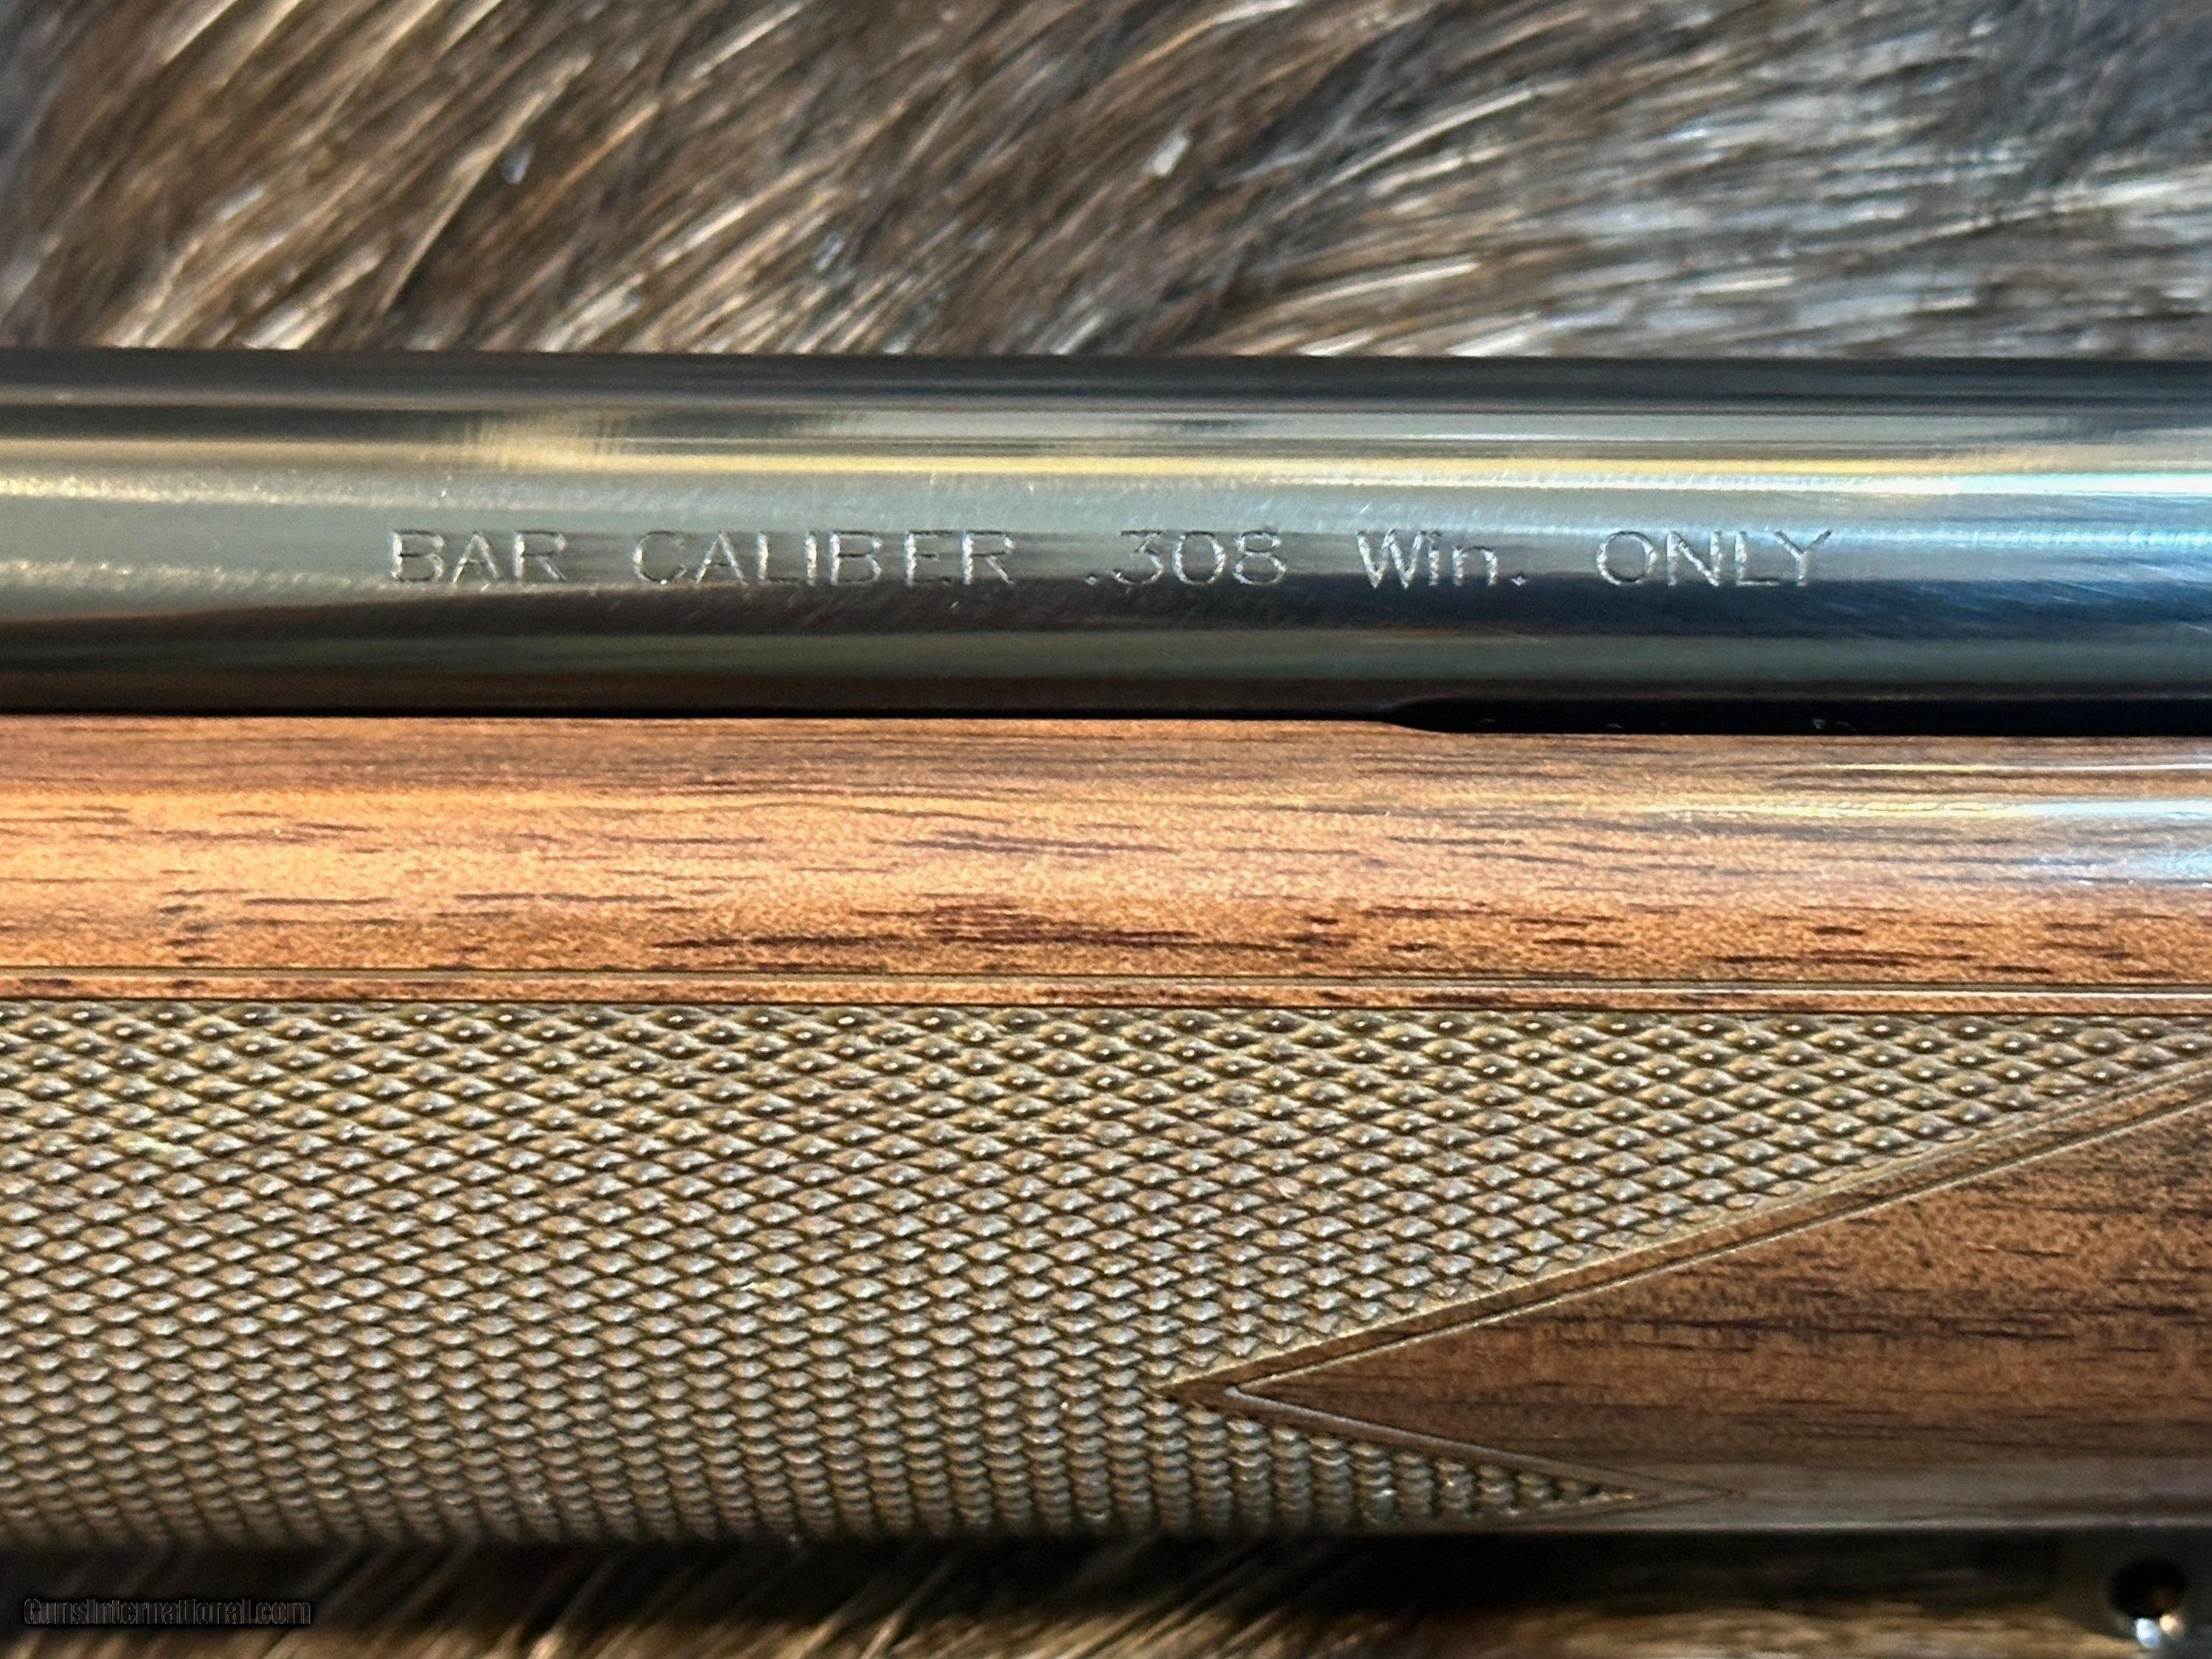 BAR CALIBER .308 Win. ONLY
GunsInternational.com